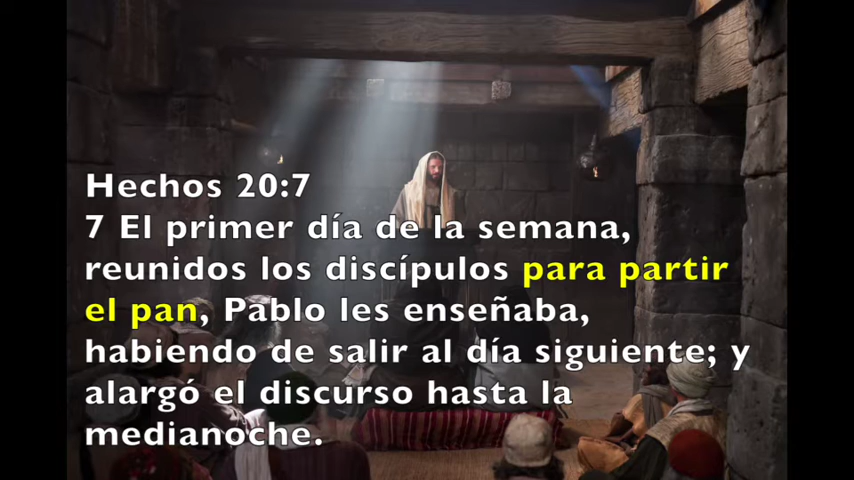 Hechos 20:7
7 El primer día de la semana,
reunidos los discípulos para partir
el pan, Pablo les enseñaba,
habiendo de salir al día siguiente; y
alargó el discurso hasta la
medianoche.